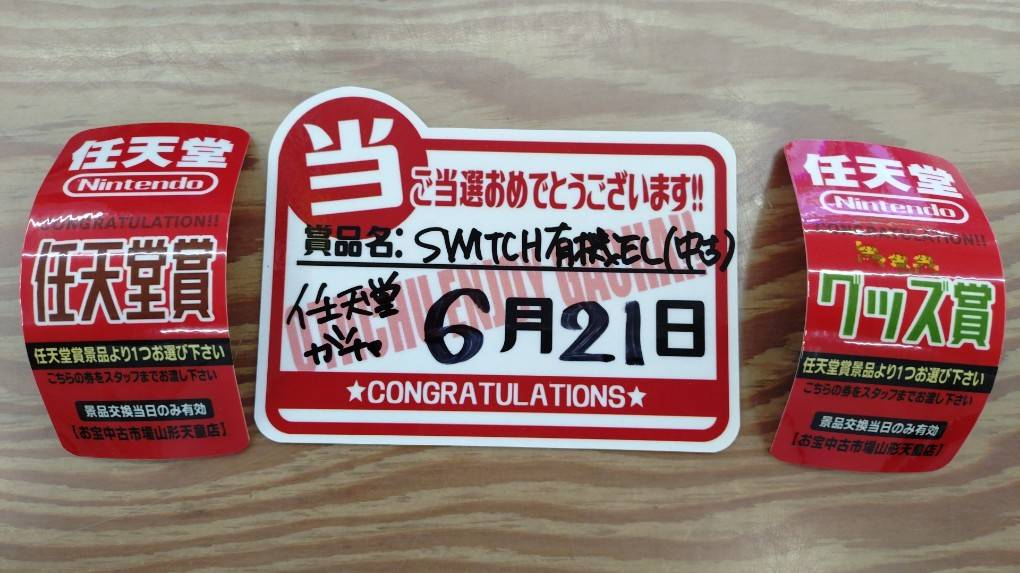 任天堂
Nintendo
CONGRATULATION!!
任天堂賞
任天堂賞景品より1つお選び下さい
こちらの券をスタッフまでお渡し下さい
景品交換当日のみ有効
【お宝中古市場山形天童店】
当
ご当選おめでとうございます!!
賞品名: SWITCH有機EL(中古)
任天堂
ガチャ
6月21日
★CONGRATULATIONS★
任天堂
Nintendo
CONGRATULATION!!
グッズ賞
任天堂賞景品より1つお選び下さい
こちらの券をスタッフまでお渡し下さい
景品交換当日のみ有効
【お宝中古市場山形天童店】